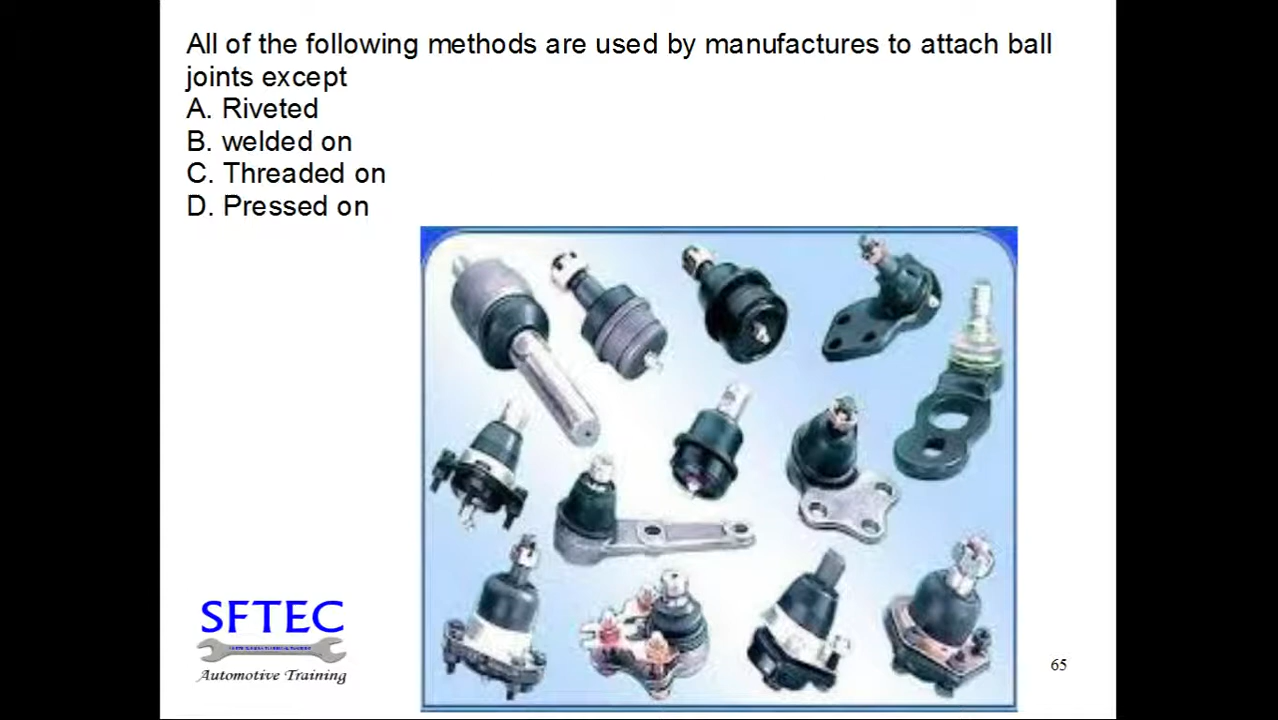 All of the following methods are used by manufactures to attach ball
joints except
A. Riveted
B. welded on
C. Threaded on
D. Pressed on
SFTEC
Automotive Training
65